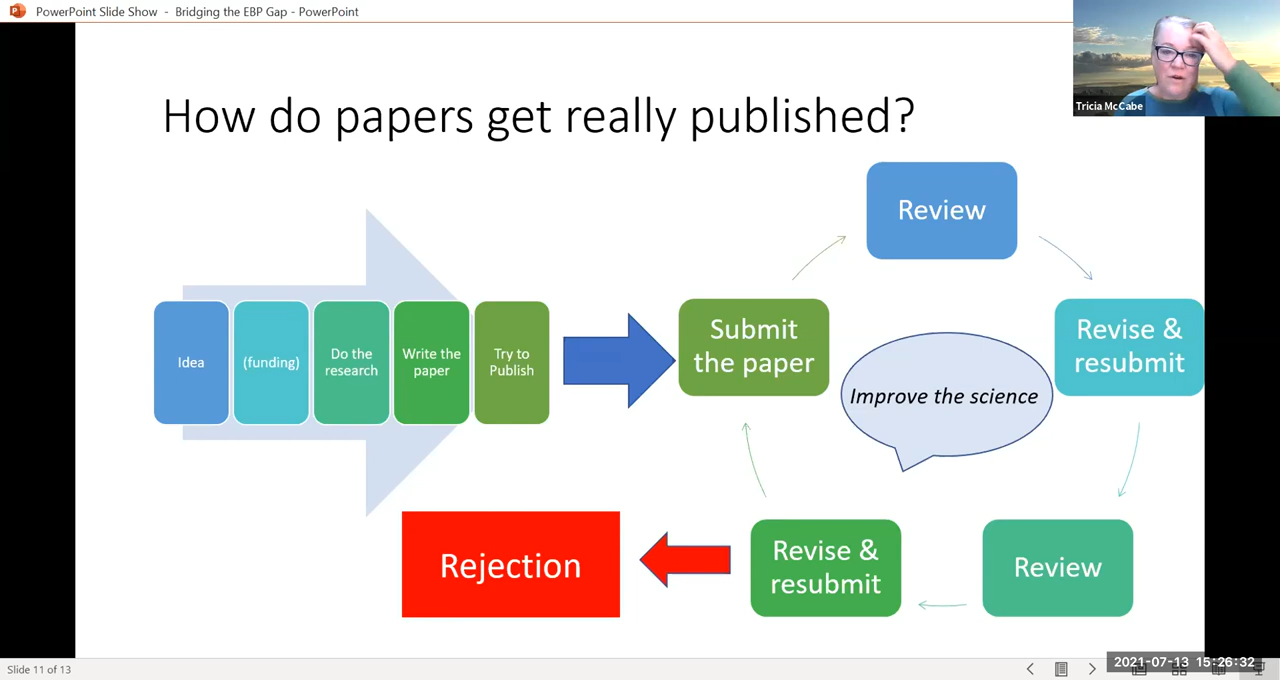 PowerPoint Slide Show - Bridging the EBP Gap - PowerPoint
Tricia McCabe
How do papers get really published?
Idea
(funding)
Do the
research
Write the
paper
Try to
Publish
Submit
the paper
Review
Revise &
resubmit
Review
Revise &
resubmit
Improve the science
Rejection
Slide 11 of 13
2021-07-13 15:26:32